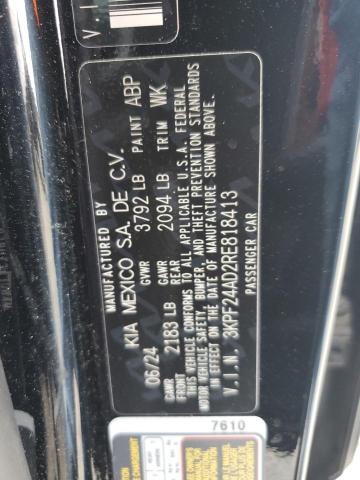 MANUFACTURED BY
KIA MEXICO S.A. DE C.V.
06/24 GVWR 3792 LB PAINT ABP
GAWR FRONT 2183 LB GAWR REAR 2094 LB TRIM WK
THIS VEHICLE CONFORMS TO ALL APPLICABLE U.S.A. FEDERAL
MOTOR VEHICLE SAFETY, BUMPER, AND THEFT PREVENTION STANDARDS
IN EFFECT ON THE DATE OF MANUFACTURE SHOWN ABOVE.
V.I.N. 3KPF24AD2RE818413
PASSENGER CAR
7610
V.I